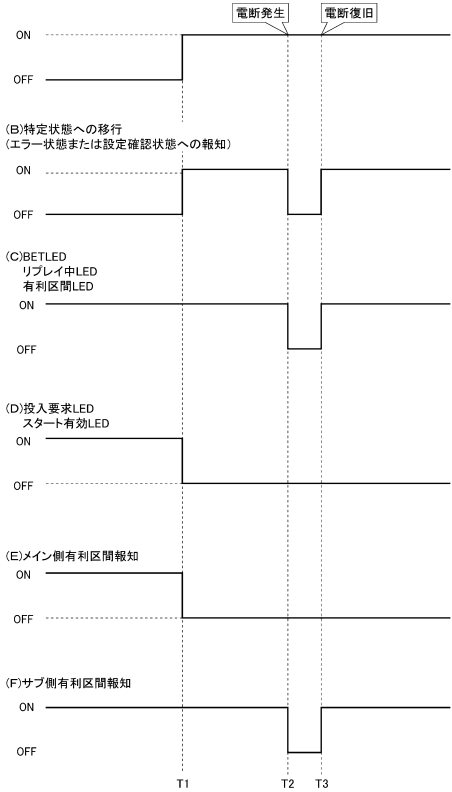 電断発生 電断復旧
ON
OFF
(B)特定状態への移行
(エラー状態または設定確認状態への報知)
ON
OFF
(C)BETLED
リプレイ中LED
有利区間LED
ON
OFF
(D)投入要求LED
スタート有効LED
ON
OFF
(E)メイン側有利区間報知
ON
OFF
(F)サブ側有利区間報知
ON
OFF
T1 T2 T3